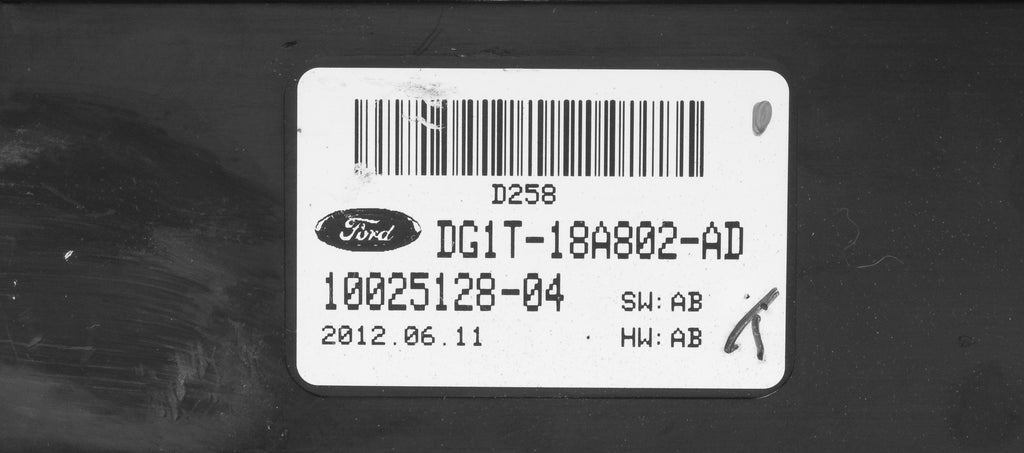 D258
Ford DG1T-18A802-AD
10025128-04 SW: AB
2012.06.11 HW: AB